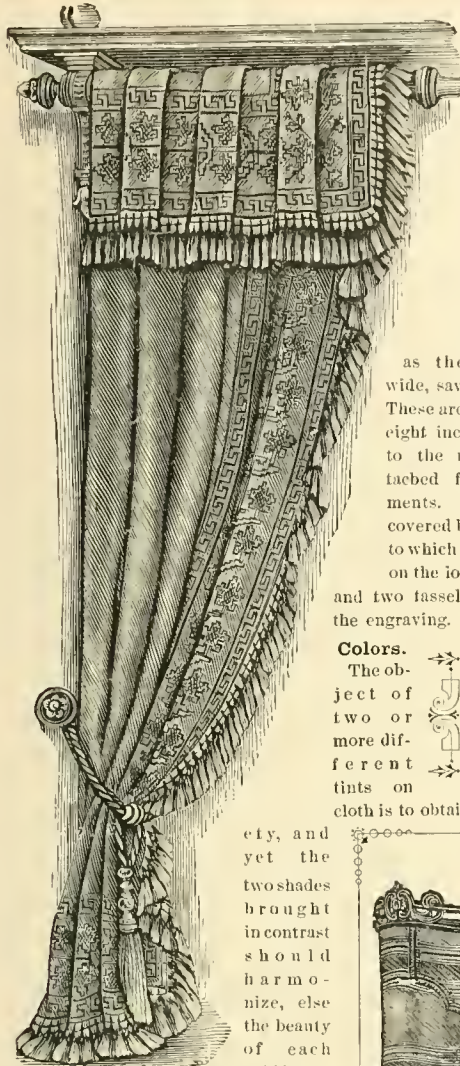 as the
wide, sav
These are
eight inc
to the
tacbed f
ments.
covered b
to which
on the io
and two tassel
the engraving.
Colors.
The ob-
ject of
two or
more dif-
ferent
tints on
cloth is to obtai
ety, and
yet the
two shades
brought
in contrast
should
harmo-
nize, else
the beauty
of each